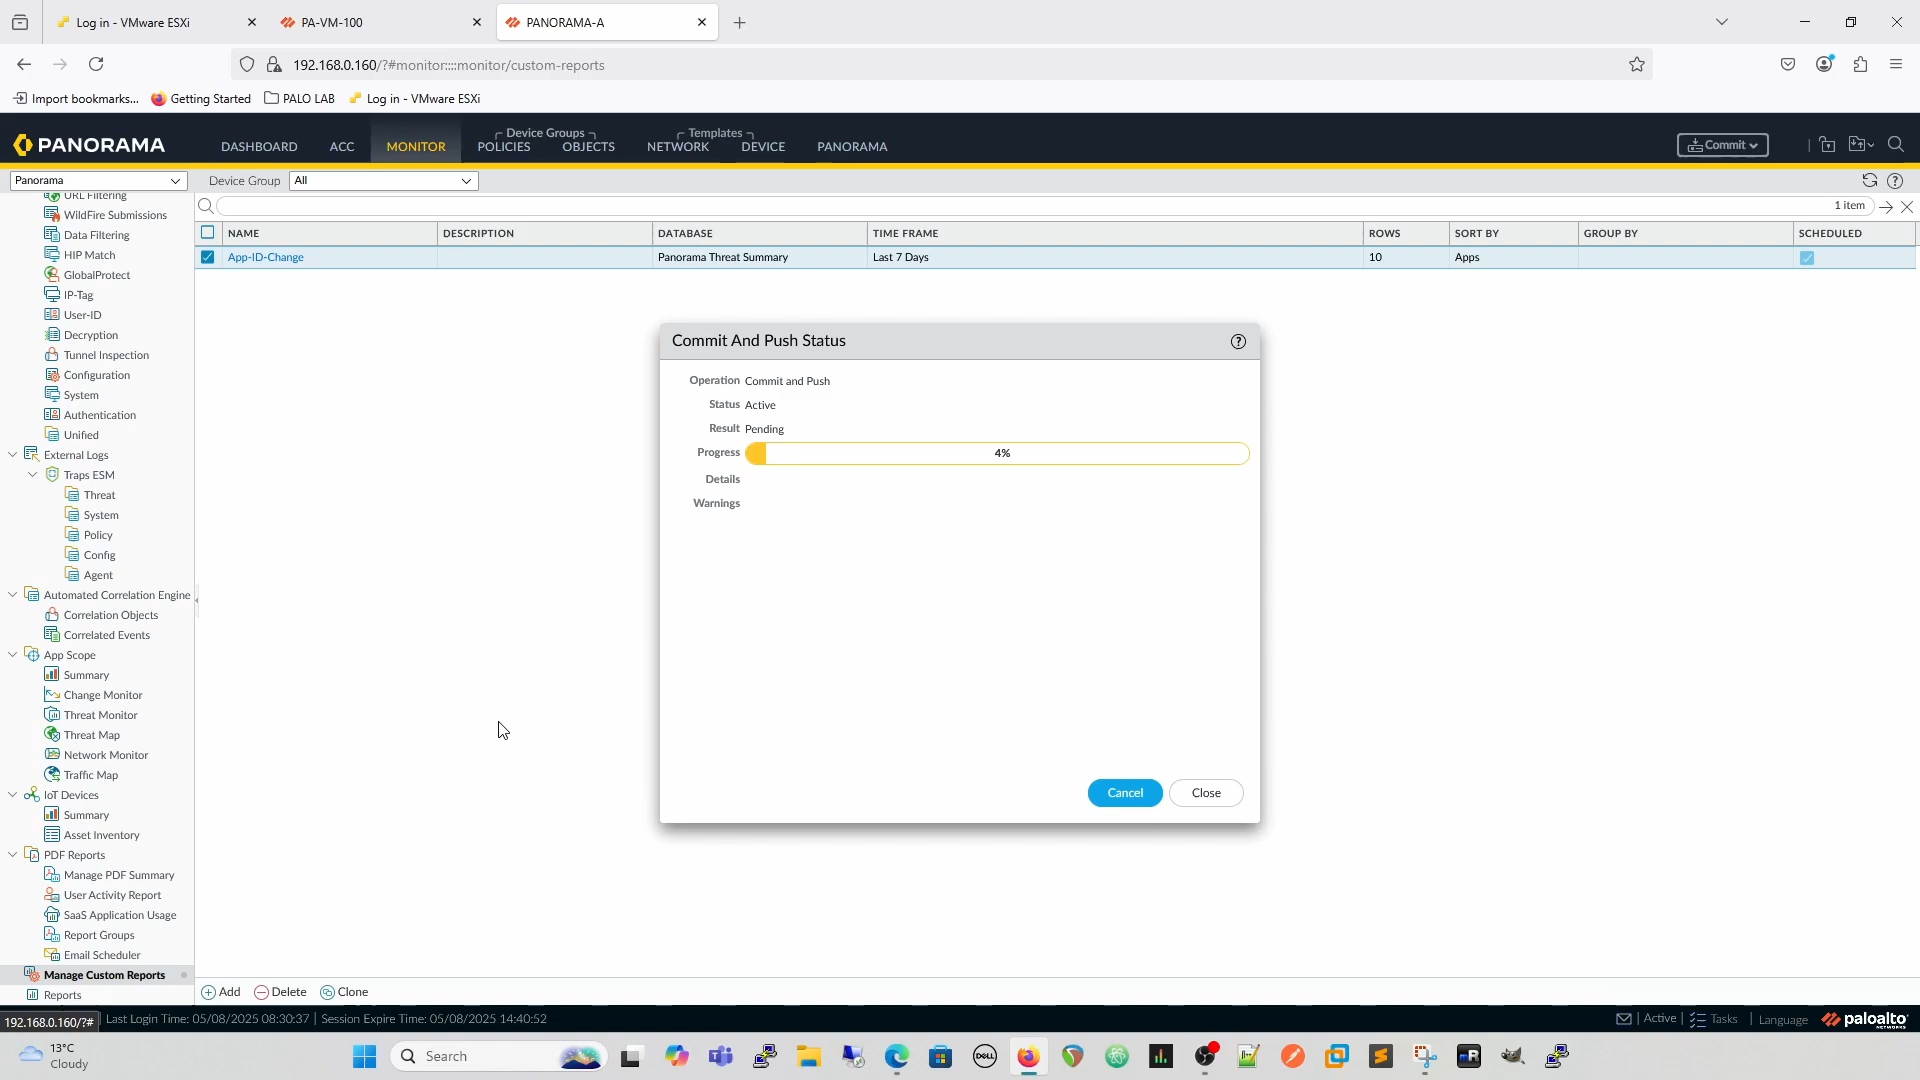 Log in - VMware ESXi
PA-VM-100
PANORAMA-A
192.168.0.160/?#monitor::::monitor/custom-reports
Import bookmarks...
Getting Started
PALO LAB
Log in - VMware ESXi
PANORAMA
DASHBOARD
ACC
MONITOR
Device Groups
POLICIES
OBJECTS
Templates
NETWORK
DEVICE
PANORAMA
Commit
Panorama
Device Group
All
URL Filtering
WildFire Submissions
Data Filtering
HIP Match
GlobalProtect
IP-Tag
User-ID
Decryption
Tunnel Inspection
Configuration
System
Authentication
Unified
External Logs
Traps ESM
Threat
System
Policy
Config
Agent
Automated Correlation Engine
Correlation Objects
Correlated Events
App Scope
Summary
Change Monitor
Threat Monitor
Threat Map
Network Monitor
Traffic Map
IoT Devices
Summary
Asset Inventory
PDF Reports
Manage PDF Summary
User Activity Report
SaaS Application Usage
Report Groups
Email Scheduler
Manage Custom Reports
Reports
1 item
NAME DESCRIPTION DATABASE TIME FRAME ROWS SORT BY GROUP BY SCHEDULED
App-ID-Change Panorama Threat Summary Last 7 Days 10 Apps
Commit And Push Status
Operation Commit and Push
Status Active
Result Pending
Progress 4%
Details
Warnings
Cancel
Close
Add
Delete
Clone
192.168.0.160/?#
Last Login Time: 05/08/2025 08:30:37 | Session Expire Time: 05/08/2025 14:40:52
Active
Tasks
Language
paloalto
NETWORKS
13°C
Cloudy
Search
DELL